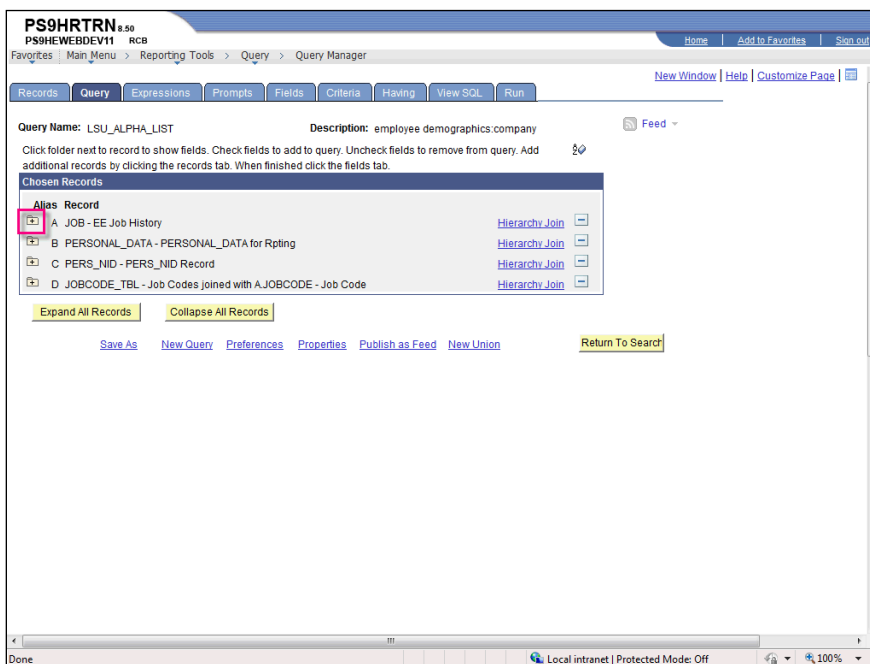 PS9HRTRN 8.50
PS9HEWEBDEV11 RCB
Home | Add to Favorites | Sign out
Favorites Main Menu > Reporting Tools > Query > Query Manager
New Window | Help | Customize Page |
Records Query Expressions Prompts Fields Criteria Having View SQL Run
Query Name: LSU_ALPHA_LIST Description: employee demographics:company Feed
Click folder next to record to show fields. Check fields to add to query. Uncheck fields to remove from query. Add
additional records by clicking the records tab. When finished click the fields tab.
Chosen Records
Alias Record
A JOB - EE Job History Hierarchy Join
B PERSONAL_DATA - PERSONAL_DATA for Rpting Hierarchy Join
C PERS_NID - PERS_NID Record Hierarchy Join
D JOBCODE_TBL - Job Codes joined with A.JOBCODE - Job Code Hierarchy Join
Expand All Records Collapse All Records
Save As New Query Preferences Properties Publish as Feed New Union Return To Search
Done Local intranet | Protected Mode: Off 100%